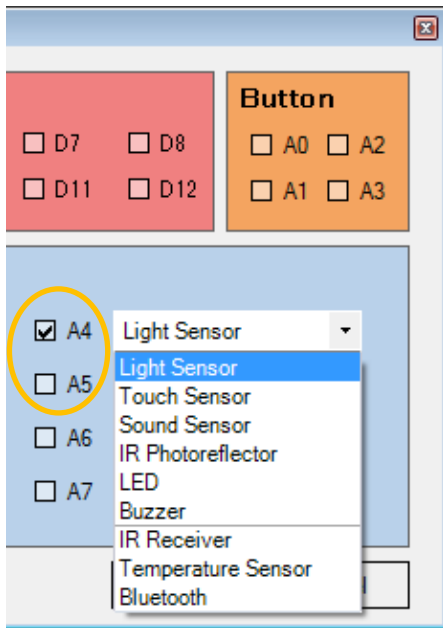 Button
D7 D8 A0 A2
D11 D12 A1 A3
A4 Light Sensor
Light Sensor
A5
Touch Sensor
Sound Sensor
A6
IR Photoreflector
LED
A7
Buzzer
IR Receiver
Temperature Sensor
Bluetooth